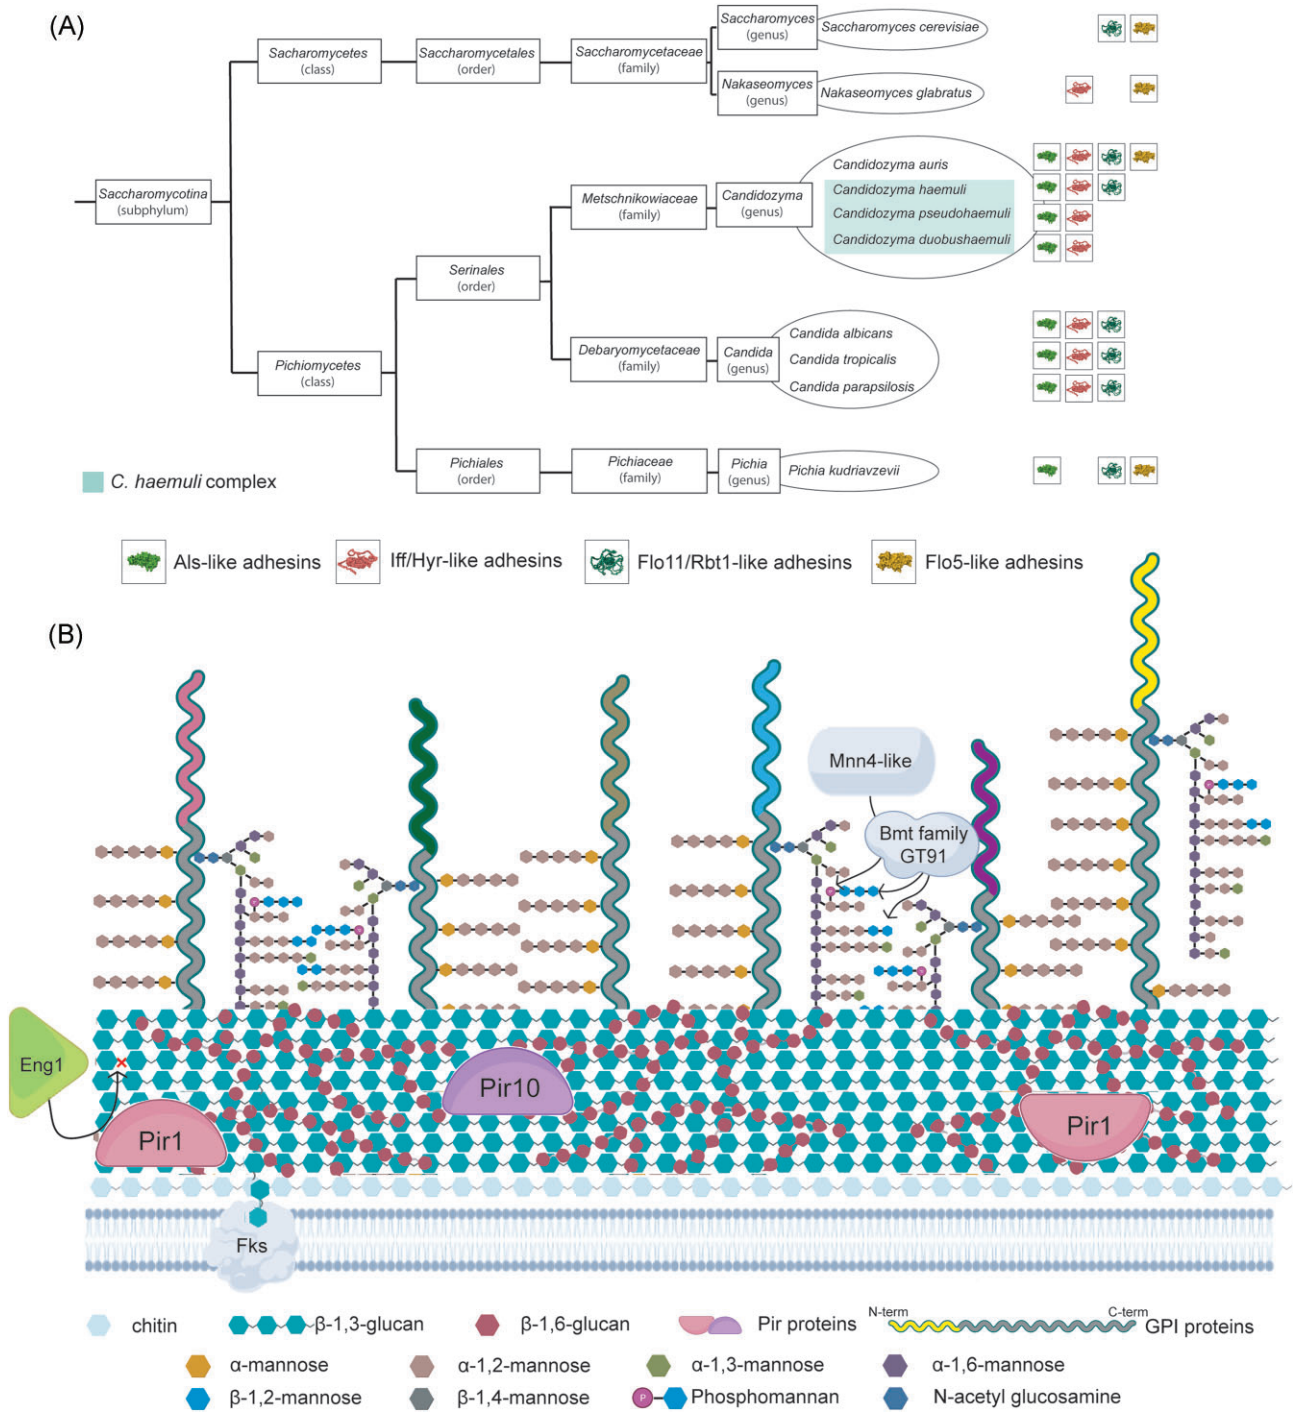 (A)
Saccharomycotina
(subphylum)
Sacharomycetes
(class)
Saccharomycetales
(order)
Saccharomycetaceae
(family)
Saccharomyces
(genus)
Saccharomyces cerevisiae
Nakaseomyces
(genus)
Nakaseomyces glabratus
Pichiomycetes
(class)
Serinales
(order)
Metschnikowiaceae
(family)
Candidozyma
(genus)
Candidozyma auris
Candidozyma haemuli
Candidozyma pseudohaemuli
Candidozyma duobushaemuli
Debaryomycetaceae
(family)
Candida
(genus)
Candida albicans
Candida tropicalis
Candida parapsilosis
Pichiales
(order)
Pichiaceae
(family)
Pichia
(genus)
Pichia kudriavzevii
C. haemuli complex
Als-like adhesins
Iff/Hyr-like adhesins
Flo11/Rbt1-like adhesins
Flo5-like adhesins
(B)
Mnn4-like
Bmt family
GT91
P
P
P
P
P
Eng1
Pir1
Pir10
Pir1
Fks
chitin
β-1,3-glucan
β-1,6-glucan
Pir proteins
N-term
C-term
GPI proteins
α-mannose
α-1,2-mannose
α-1,3-mannose
α-1,6-mannose
β-1,2-mannose
β-1,4-mannose
P
Phosphomannan
N-acetyl glucosamine